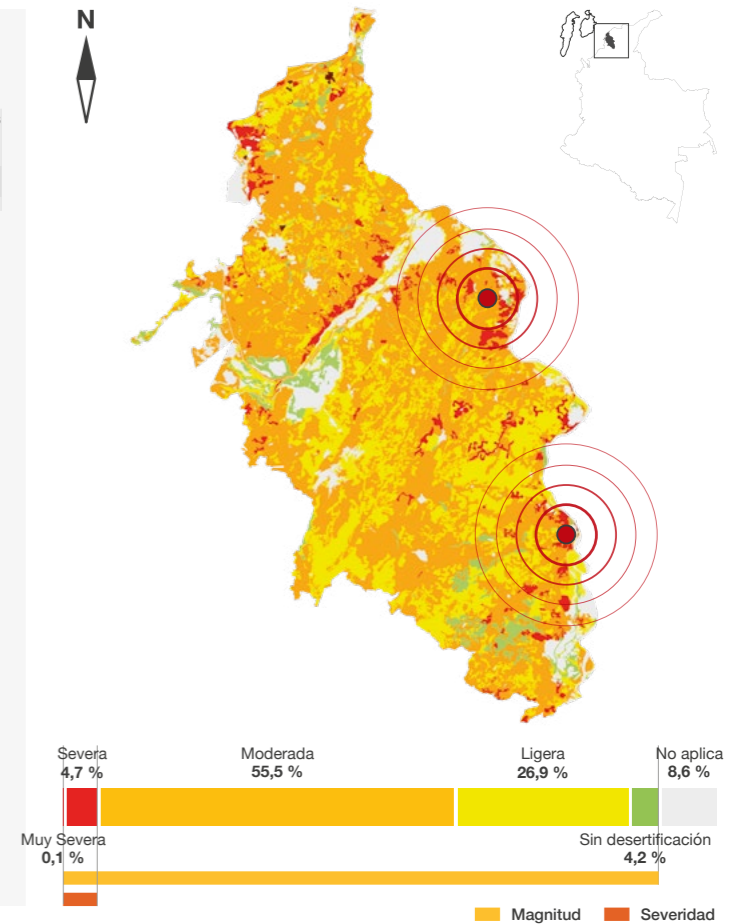 N
Severa
4,7 %
Moderada
55,5 %
Ligera
26,9 %
No aplica
8,6 %
Muy Severa
0,1 %
Sin desertificación
4,2 %
Magnitud
Severidad